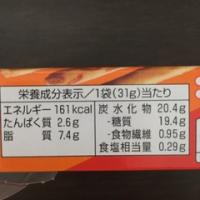 栄養成分表示／1袋(31g)当たり
エネルギー 161kcal
たんぱく質 2.6g
脂質 7.4g
炭水化物 20.4g
-糖質 19.4g
-食物繊維 0.95g
食塩相当量 0.29g